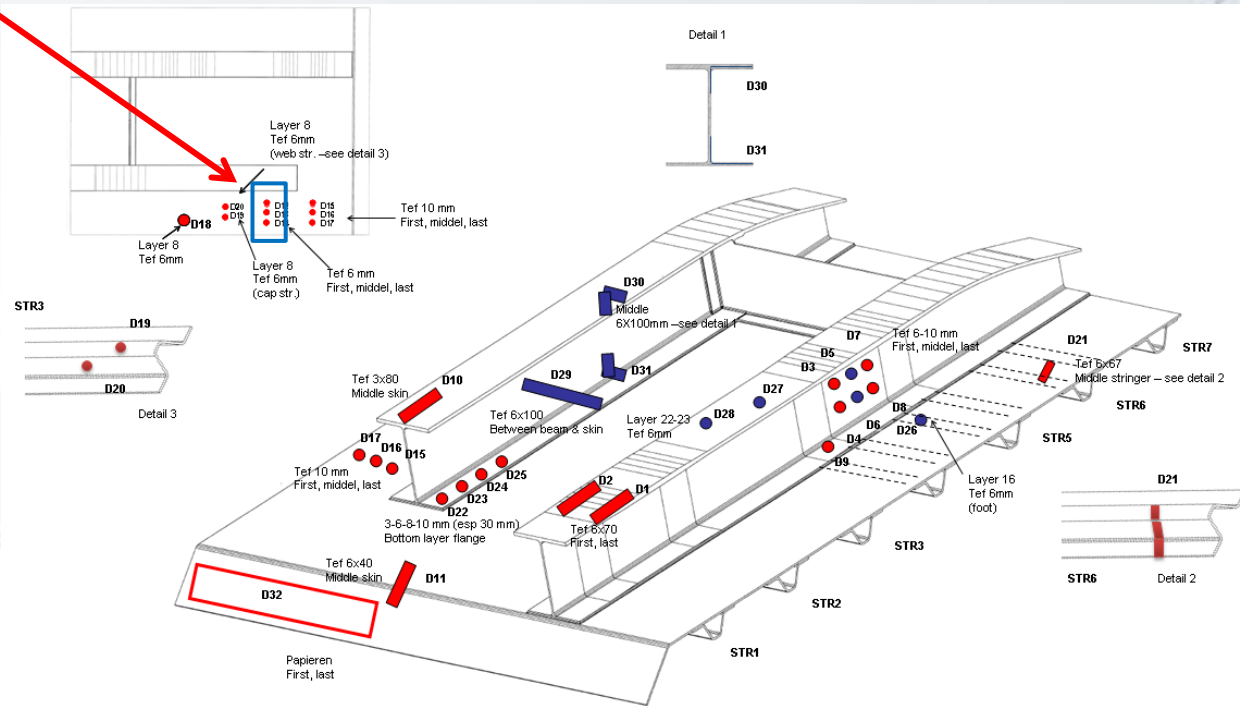 Detail 1
D30
D31
Layer 8
Tef 6mm
(web str. –see detail 3)
D20
D19
D18
D15
D16
D17
Tef 10 mm
First, middel, last
Layer 8
Tef 6mm
Layer 8
Tef 6mm
(cap str.)
Tef 6 mm
First, middel, last
STR3
D19
D20
Detail 3
D30
Middle
6X100mm –see detail 1
D31
D29
Tef 6x100
Between beam & skin
Tef 3x80
Middle skin
D10
D17
D16
D15
Tef 10 mm
First, middel, last
D25
D24
D23
D22
3-6-8-10 mm (esp 30 mm)
Bottom layer flange
D7
D5
D3
Tef 6-10 mm
First, middel, last
D27
D28
Layer 22-23
Tef 6mm
D8
D6
D4-
D26
D9
D2
D1
Tef 6x70
First, last
D21
Tef 6x67
Middle stringer – see detail 2
STR7
STR6
STR5
Layer 16
Tef 6mm
(foot)
STR3
STR2
STR1
D21
STR6
Detail 2
Tef 6x40
Middle skin
D11
D32
Papieren
First, last